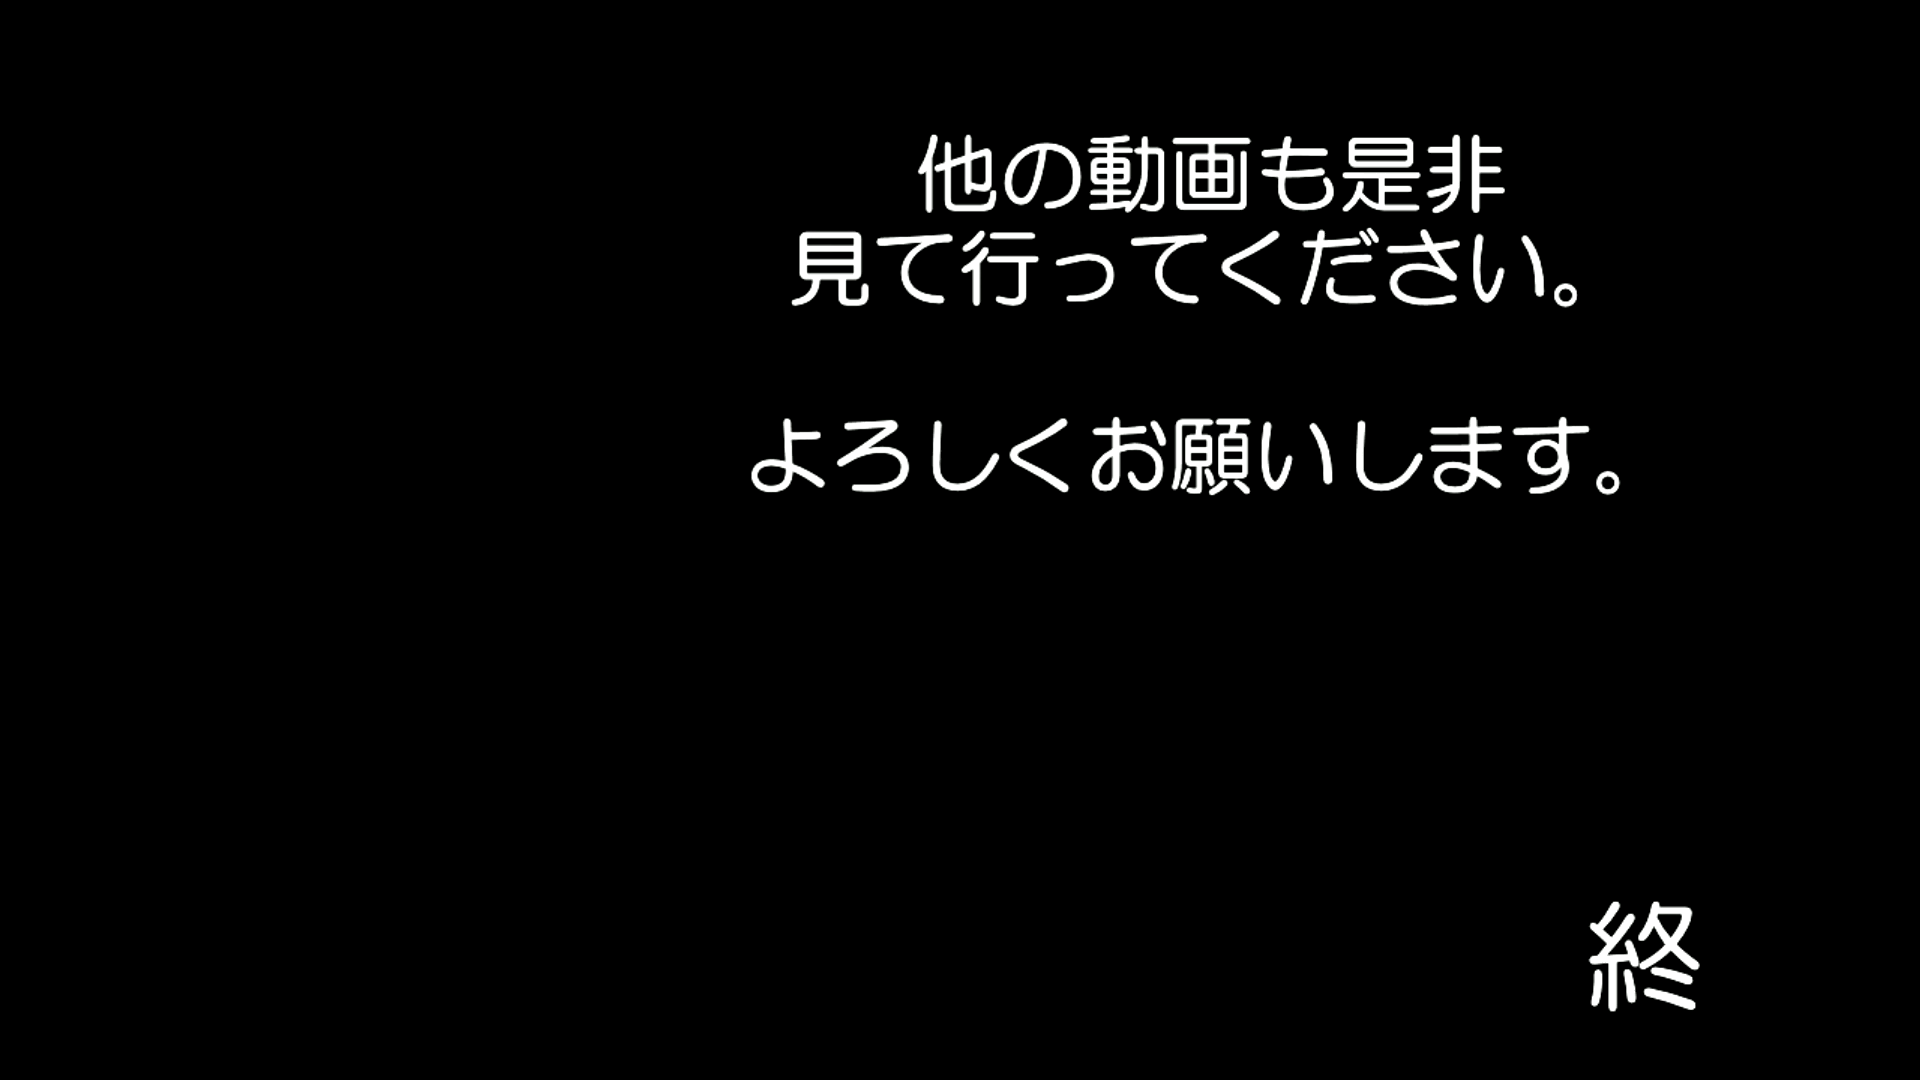 他の動画も是非
見て行ってください。
よろしくお願いします。
終